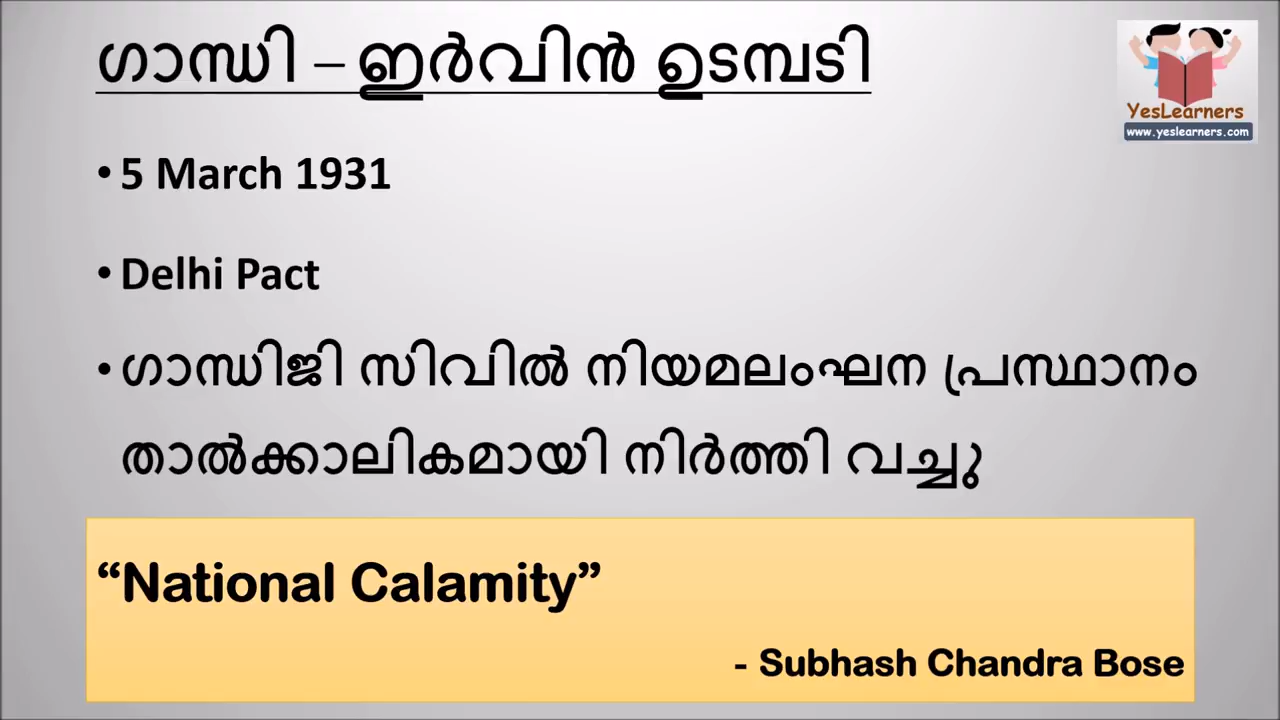 ഗാന്ധി – ഇർവിൻ ഉടമ്പടി
YesLearners
www.yeslearners.com
• 5 March 1931
• Delhi Pact
• ഗാന്ധിജി സിവിൽ നിയമലംഘന പ്രസ്ഥാനം
താൽക്കാലികമായി നിർത്തി വച്ചു
“National Calamity”
- Subhash Chandra Bose